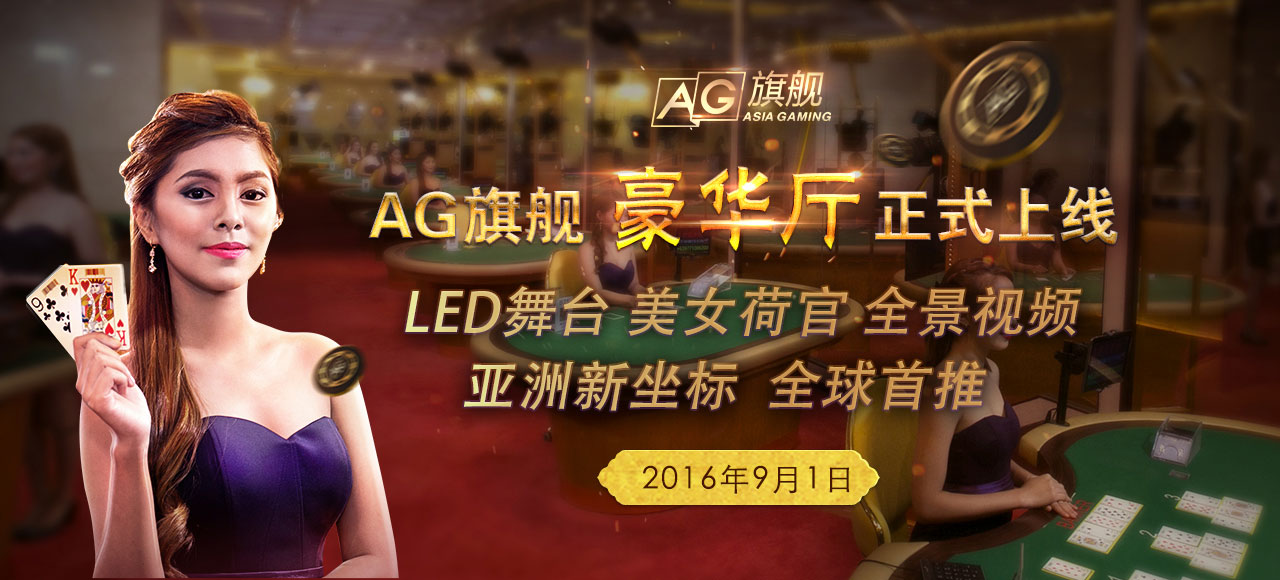 AG旗舰
ASIA GAMING
AG旗舰 豪华厅 正式上线
LED舞台 美女荷官 全景视频
亚洲新坐标 全球首推
2016年9月1日
9
K